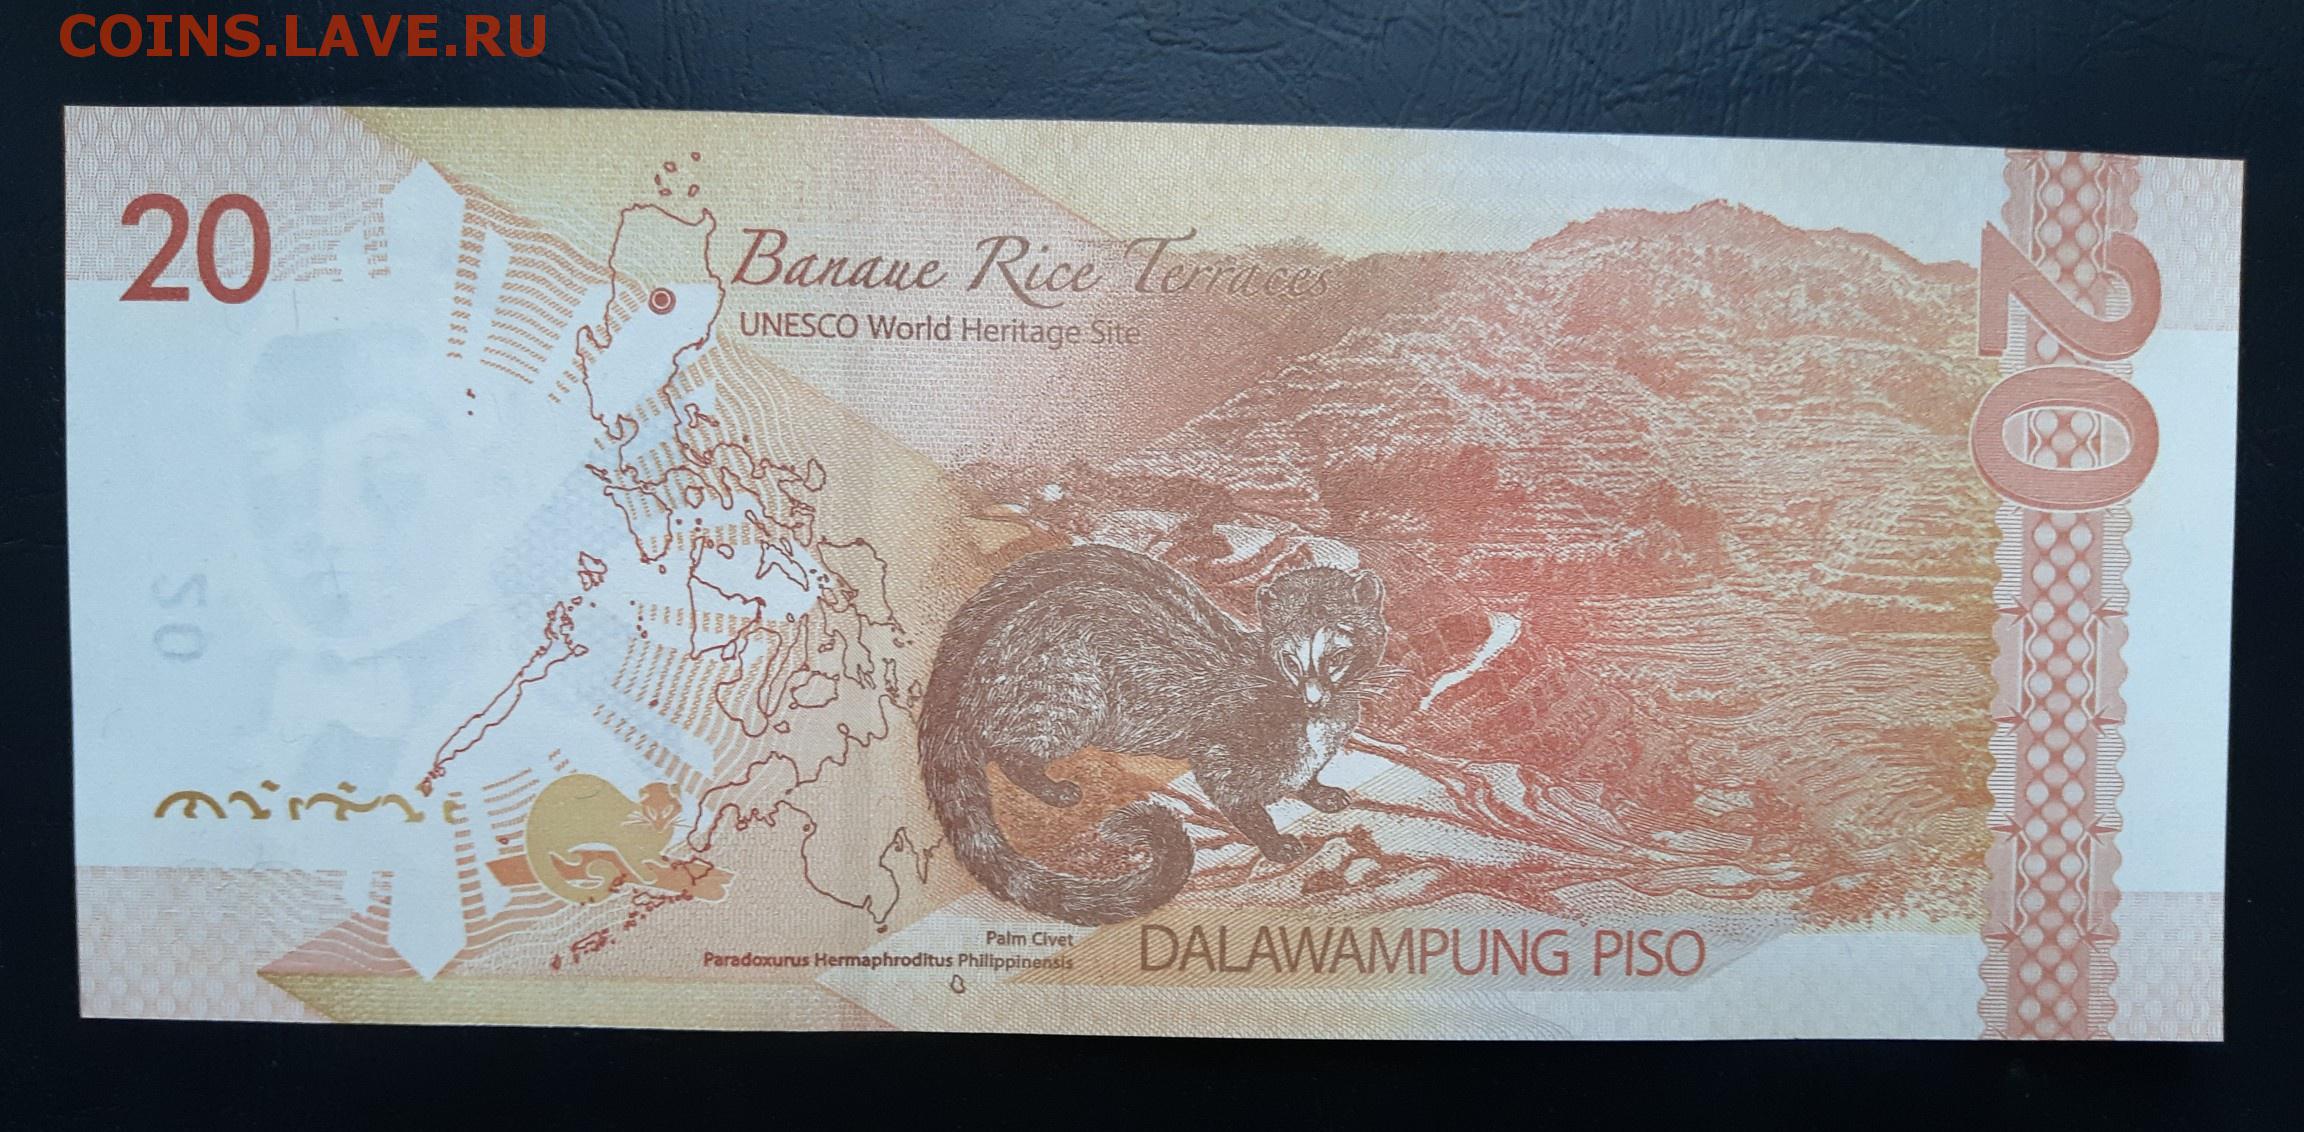 COINS.LAVE.RU
20
Banaue Rice Terraces
UNESCO World Heritage Site
20
20
Palm Civet
Paradoxurus Hermaphroditus Philippinensis
DALAWAMPUNG PISO